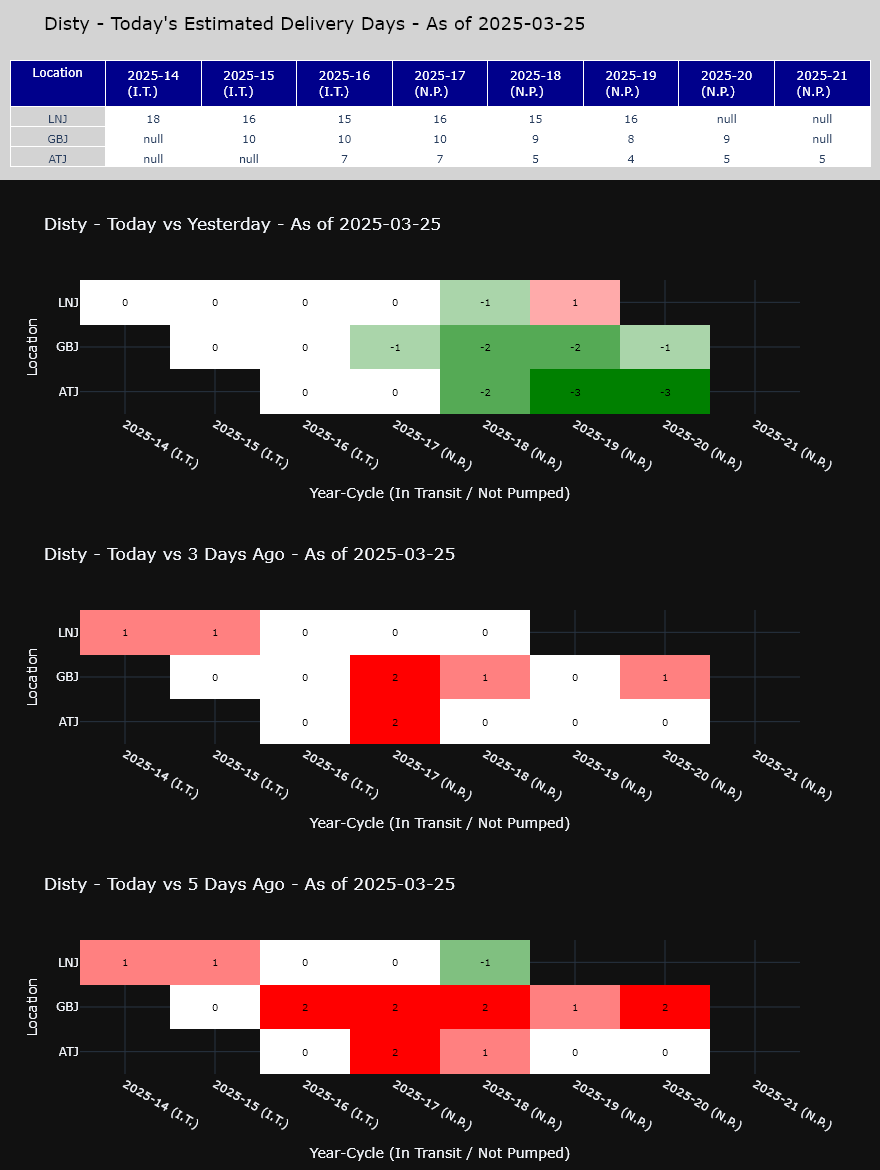 Disty - Today's Estimated Delivery Days - As of 2025-03-25
Location 2025-14 (I.T.) 2025-15 (I.T.) 2025-16 (I.T.) 2025-17 (N.P.) 2025-18 (N.P.) 2025-19 (N.P.) 2025-20 (N.P.) 2025-21 (N.P.)
LNJ 18 16 15 16 15 16 null null
GBJ null 10 10 10 9 8 9 null
ATJ null null 7 7 5 4 5 5
Disty - Today vs Yesterday - As of 2025-03-25
Location
LNJ 0 0 0 0 -1 1
GBJ 0 0 -1 -2 -2 -1
ATJ 0 0 -2 -3 -3
2025-14 (I.T.) 2025-15 (I.T.) 2025-16 (I.T.) 2025-17 (N.P.) 2025-18 (N.P.) 2025-19 (N.P.) 2025-20 (N.P.) 2025-21 (N.P.)
Year-Cycle (In Transit / Not Pumped)
Disty - Today vs 3 Days Ago - As of 2025-03-25
Location
LNJ 1 1 0 0 0
GBJ 0 0 2 1 0 1
ATJ 0 2 0 0 0
2025-14 (I.T.) 2025-15 (I.T.) 2025-16 (I.T.) 2025-17 (N.P.) 2025-18 (N.P.) 2025-19 (N.P.) 2025-20 (N.P.) 2025-21 (N.P.)
Year-Cycle (In Transit / Not Pumped)
Disty - Today vs 5 Days Ago - As of 2025-03-25
Location
LNJ 1 1 0 0 -1
GBJ 0 2 2 2 1 2
ATJ 0 2 1 0 0
2025-14 (I.T.) 2025-15 (I.T.) 2025-16 (I.T.) 2025-17 (N.P.) 2025-18 (N.P.) 2025-19 (N.P.) 2025-20 (N.P.) 2025-21 (N.P.)
Year-Cycle (In Transit / Not Pumped)